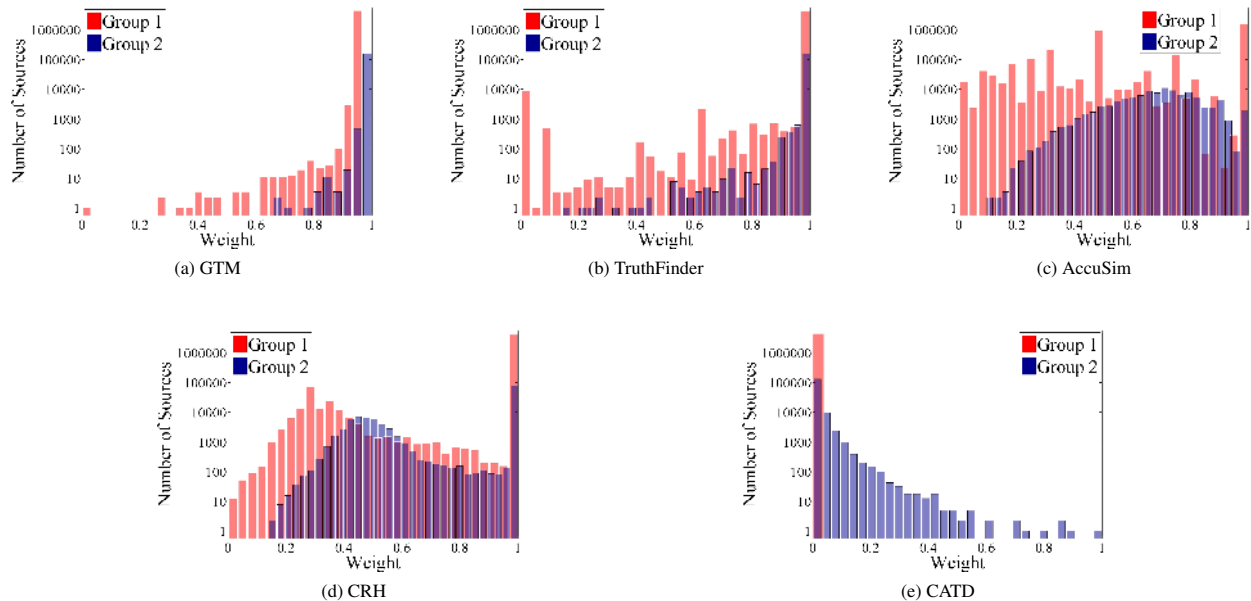 Number of Sources
1000000
100000
10000
1000
100
10
1
Group 1
Group 2
0 0.2 0.4 0.6 0.8 1
Weight
(a) GTM
Number of Sources
1000000
100000
10000
1000
100
10
1
Group 1
Group 2
0 0.2 0.4 0.6 0.8 1
Weight
(b) TruthFinder
Number of Sources
1000000
100000
10000
1000
100
10
1
Group 1
Group 2
0 0.2 0.4 0.6 0.8 1
Weight
(c) AccuSim
Number of Sources
1000000
100000
10000
1000
100
10
1
Group 1
Group 2
0 0.2 0.4 0.6 0.8 1
Weight
(d) CRH
Number of Sources
1000000
100000
10000
1000
100
10
1
Group 1
Group 2
0 0.2 0.4 0.6 0.8 1
Weight
(e) CATD